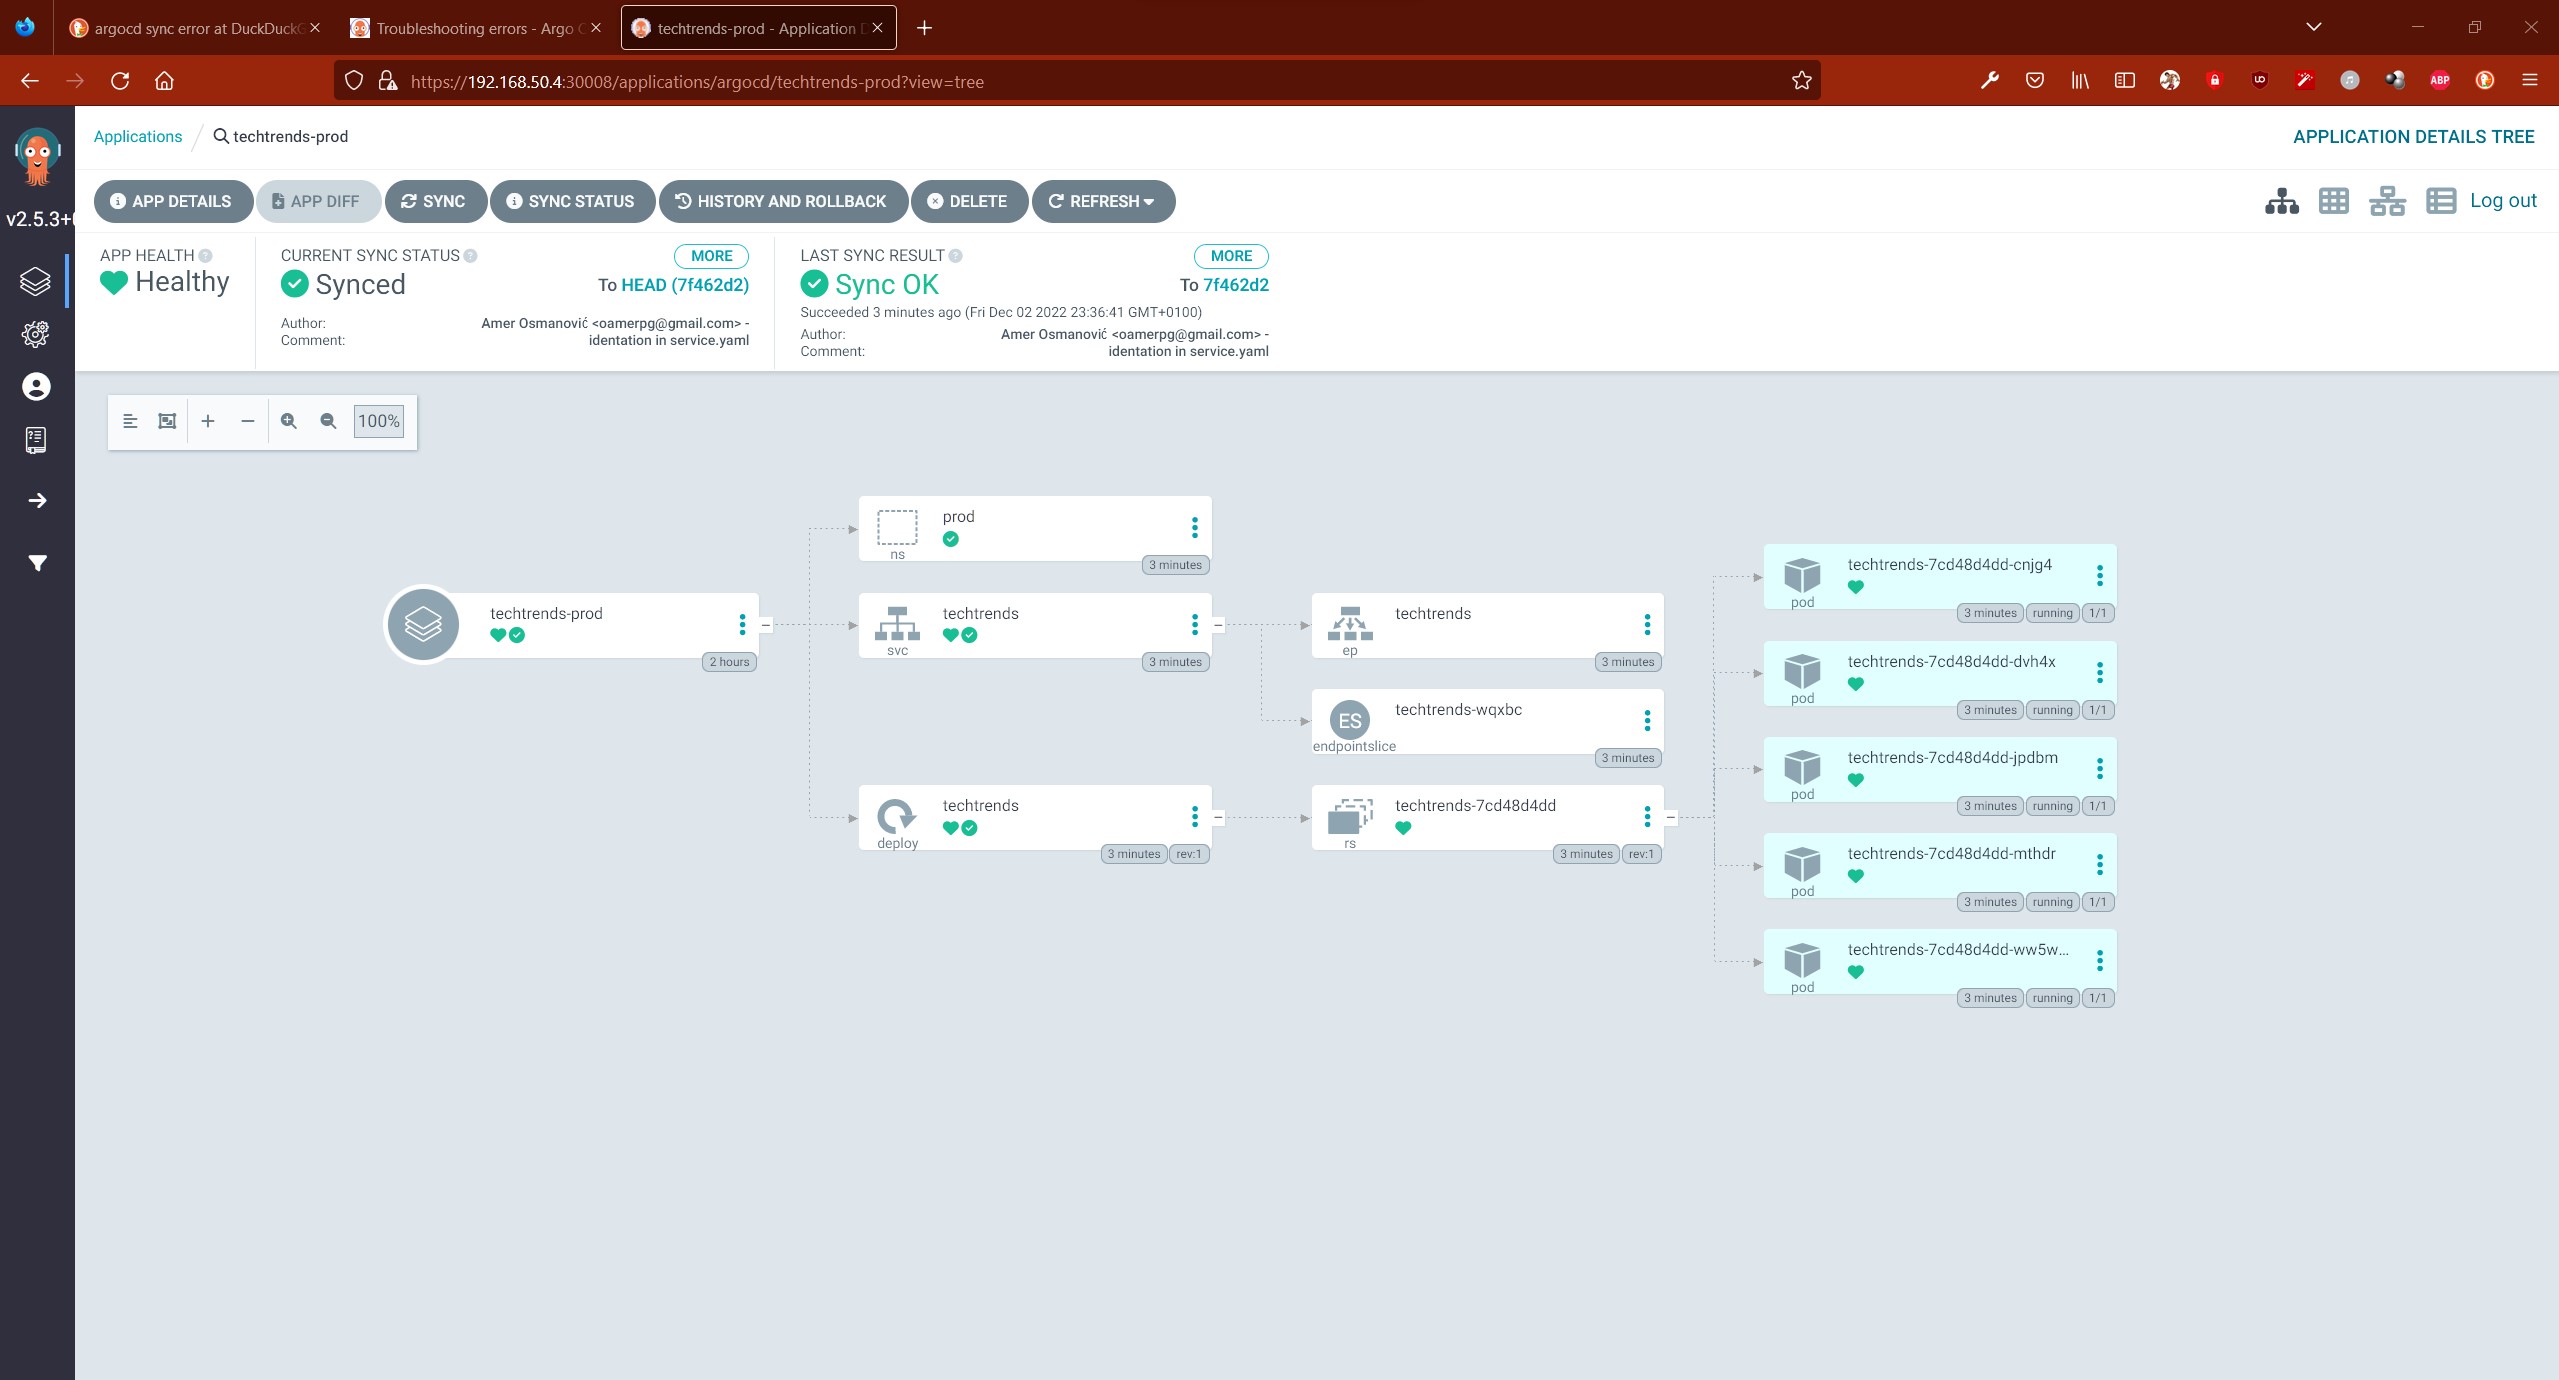 argocd sync error at DuckDuckG
Troubleshooting errors - Argo C
techtrends-prod - Application D
https://192.168.50.4:30008/applications/argocd/techtrends-prod?view=tree
UD
ABP
Applications
techtrends-prod
APPLICATION DETAILS TREE
v2.5.3+
APP DETAILS
APP DIFF
SYNC
SYNC STATUS
HISTORY AND ROLLBACK
DELETE
REFRESH
Log out
APP HEALTH
Healthy
CURRENT SYNC STATUS
MORE
Synced
To HEAD (7f462d2)
Author: Amer Osmanović <oamerpg@gmail.com> -
Comment: identation in service.yaml
LAST SYNC RESULT
MORE
Sync OK
To 7f462d2
Succeeded 3 minutes ago (Fri Dec 02 2022 23:36:41 GMT+0100)
Author: Amer Osmanović <oamerpg@gmail.com> -
Comment: identation in service.yaml
100%
techtrends-prod
2 hours
prod
ns
3 minutes
techtrends
svc
3 minutes
techtrends
deploy
3 minutes rev:1
techtrends
ep
3 minutes
ES
techtrends-wqxbc
endpointslice
3 minutes
techtrends-7cd48d4dd
rs
3 minutes rev:1
techtrends-7cd48d4dd-cnjg4
pod
3 minutes running 1/1
techtrends-7cd48d4dd-dvh4x
pod
3 minutes running 1/1
techtrends-7cd48d4dd-jpdbm
pod
3 minutes running 1/1
techtrends-7cd48d4dd-mthdr
pod
3 minutes running 1/1
techtrends-7cd48d4dd-ww5w...
pod
3 minutes running 1/1